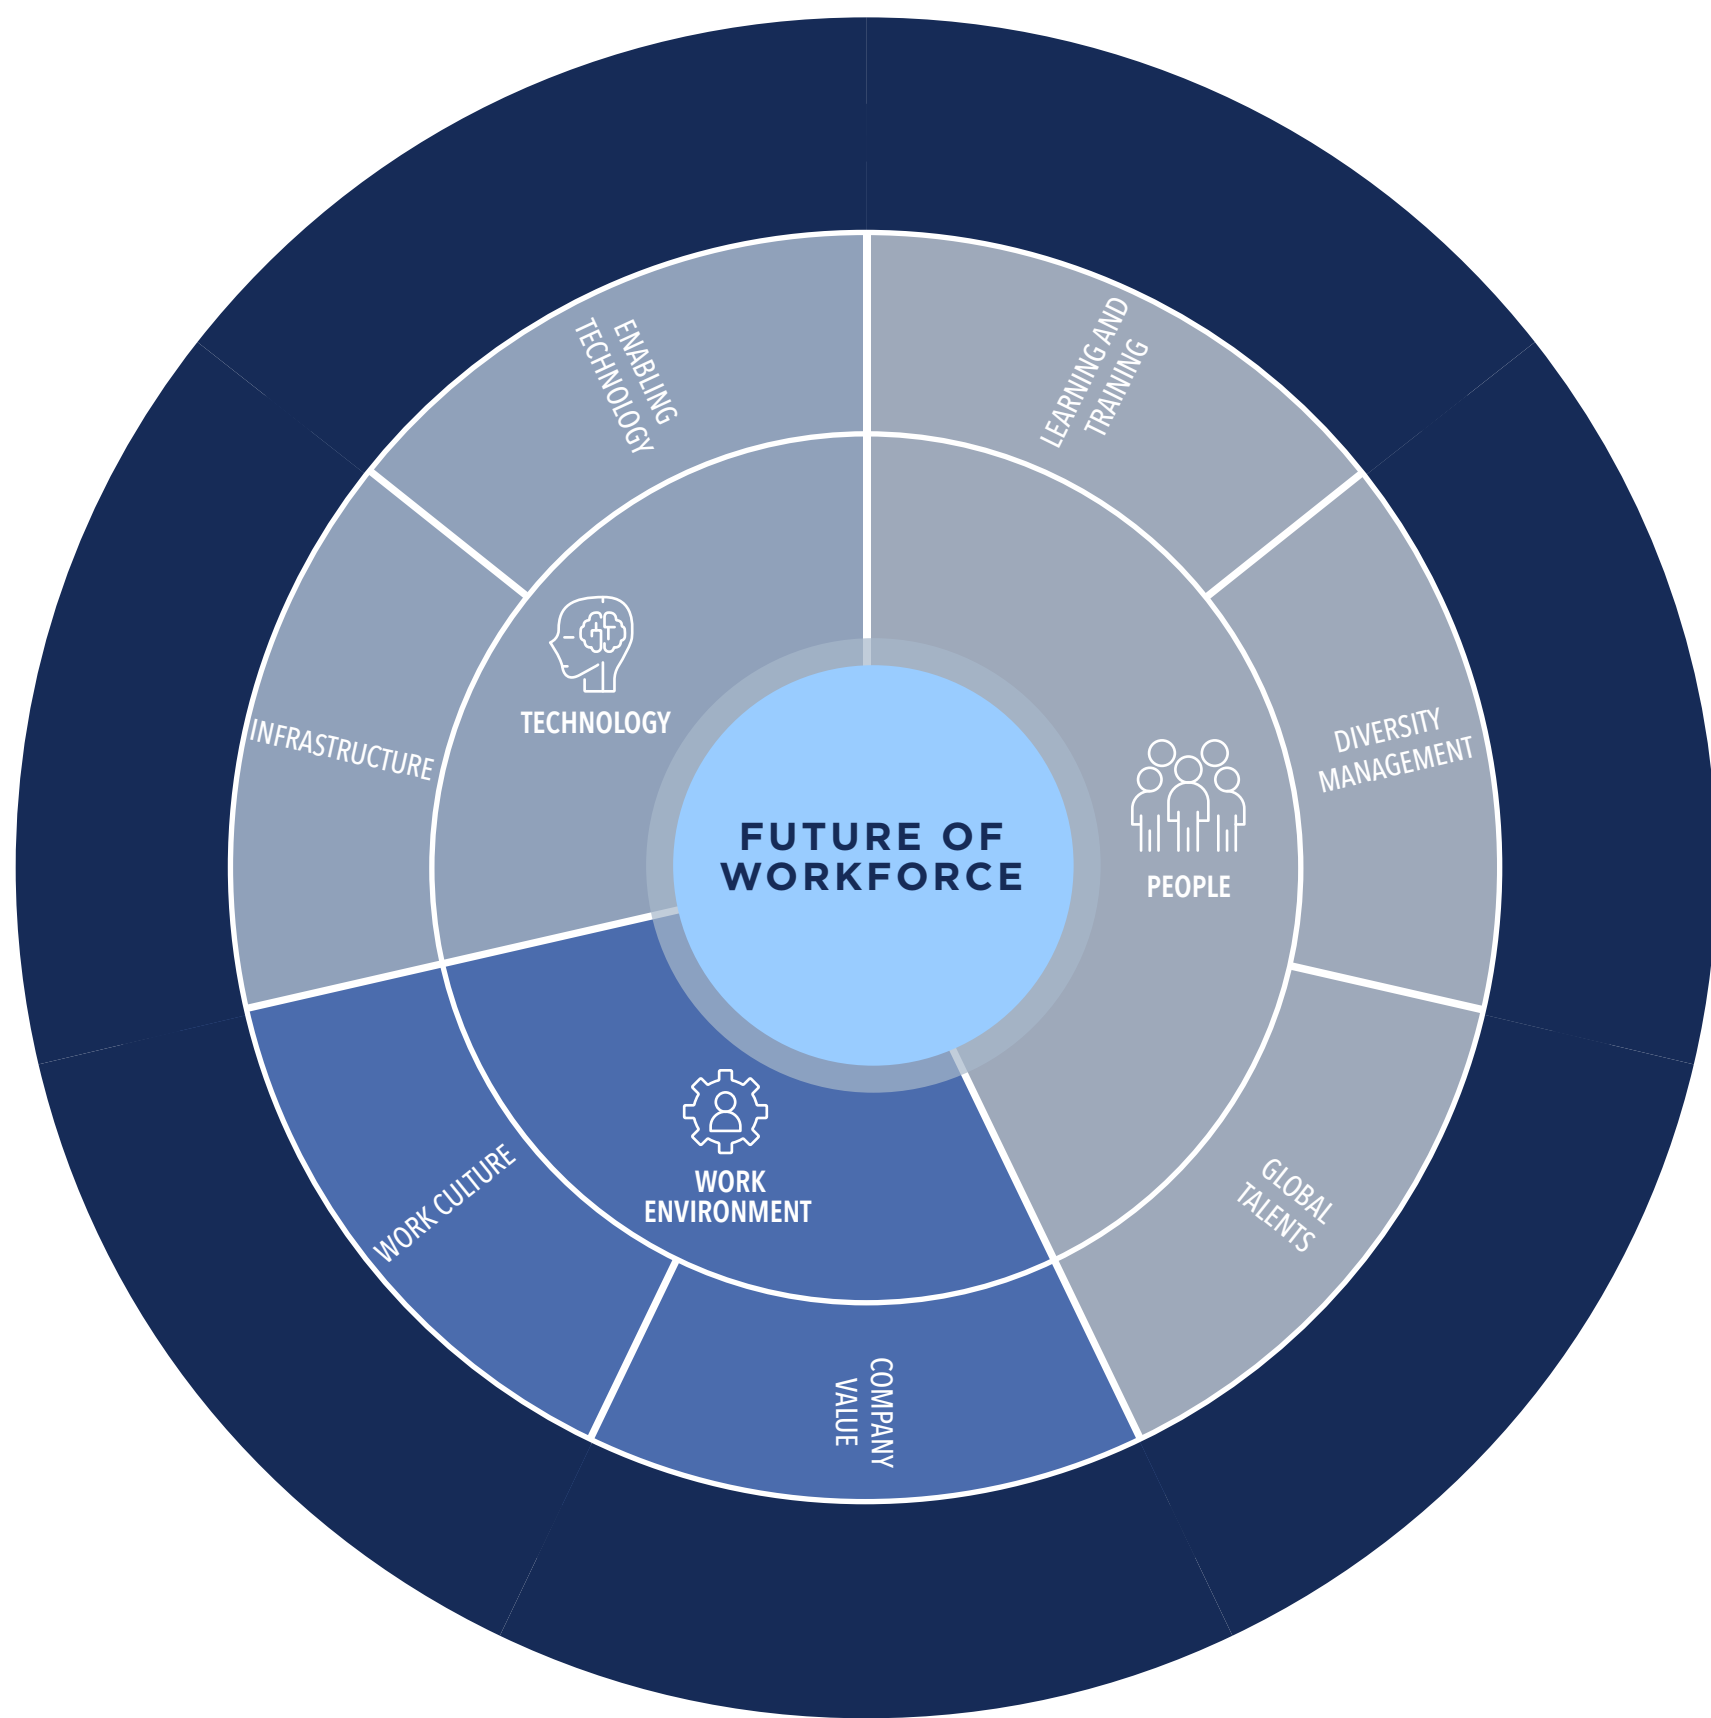 FUTURE OF
WORKFORCE
TECHNOLOGY
PEOPLE
WORK
ENVIRONMENT
ENABLING
TECHNOLOGY
LEARNING AND
TRAINING
DIVERSITY
MANAGEMENT
GLOBAL
TALENTS
COMPANY
VALUE
WORK CULTURE
INFRASTRUCTURE